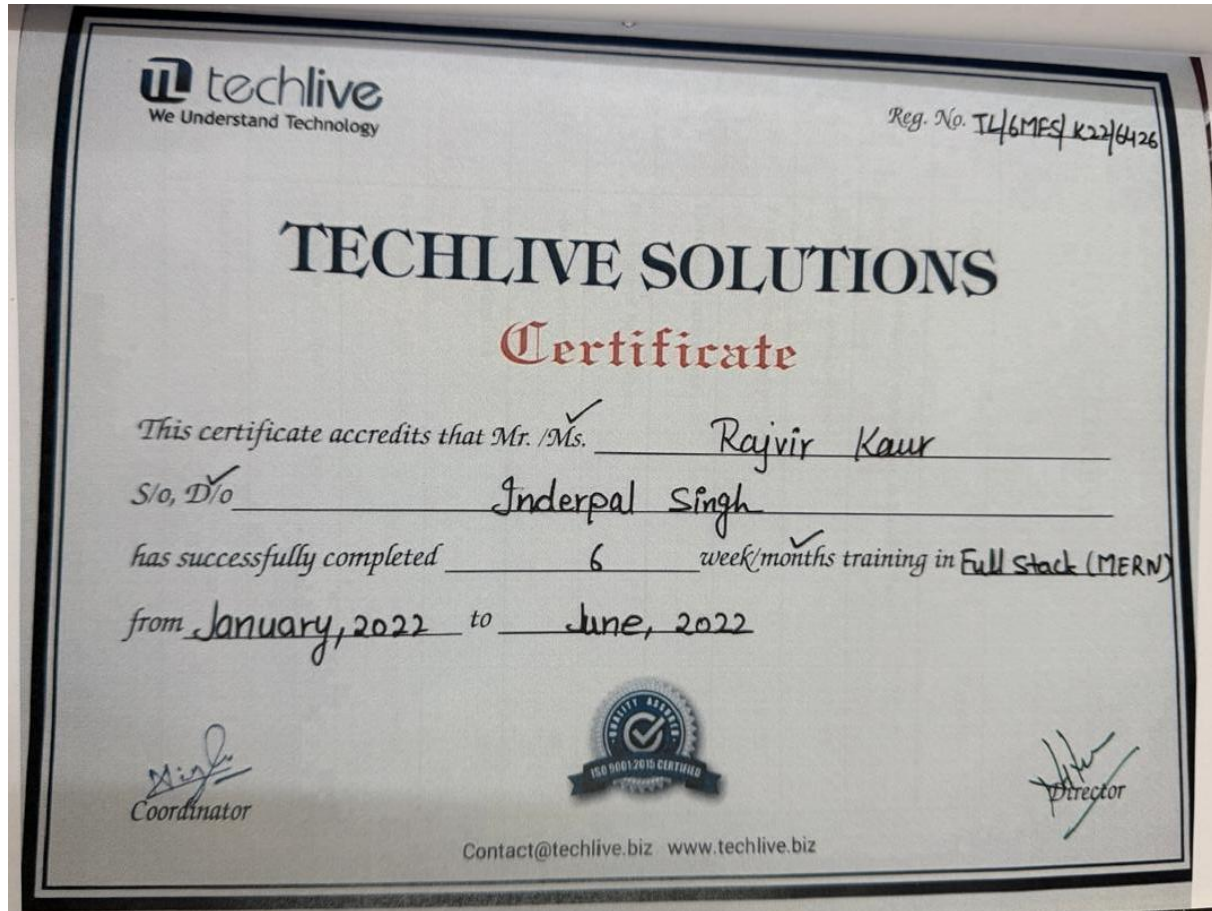 techlive
We Understand Technology
Reg. No. TL/6MFS/K22/6426
TECHLIVE SOLUTIONS
Certificate
This certificate accredits that Mr. /Ms. Rajvir Kaur
S/o, D/o Inderpal Singh
has successfully completed 6 week/months training in Full Stack (MERN)
from January, 2022 to June, 2022
QUALITY ASSURED
ISO 9001:2015 CERTIFIED
Coordinator
Director
Contact@techlive.biz www.techlive.biz